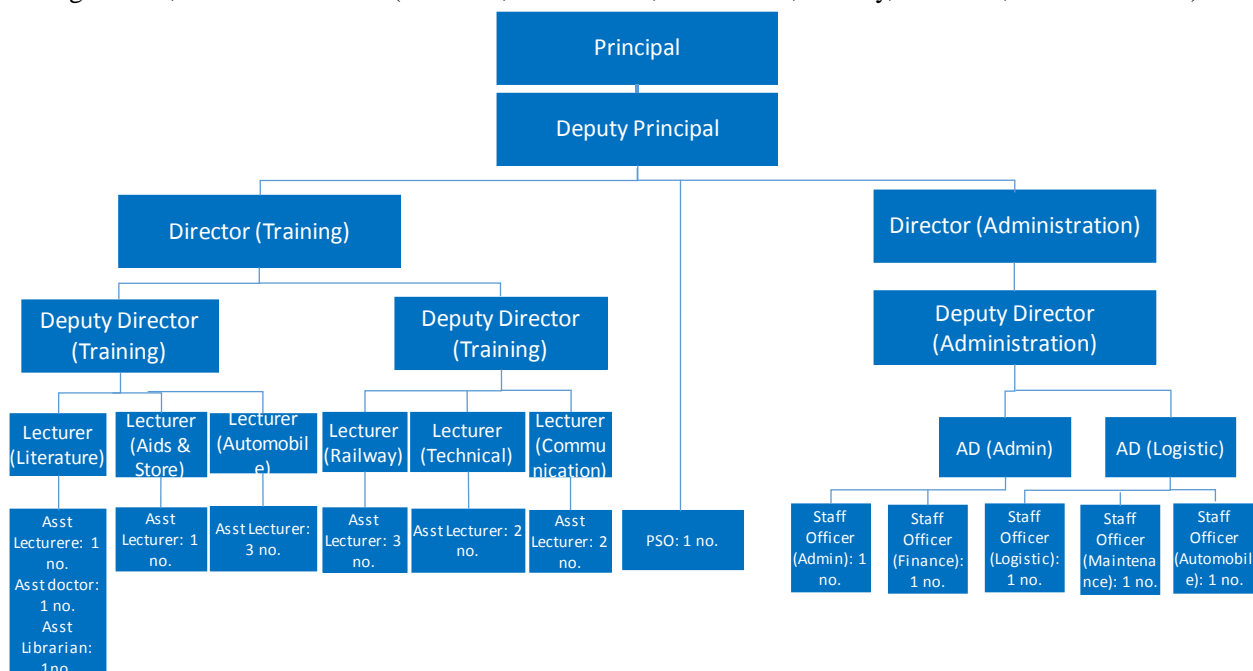 Principal
Deputy Principal
Director (Training)
Director (Administration)
Deputy Director
(Training)
Deputy Director
(Training)
Deputy Director
(Administration)
Lecturer
(Literature)
Lecturer
(Aids &
Store)
Lecturer
(Automobil
e)
Lecturer
(Railway)
Lecturer
(Technical)
Lecturer
(Commu
nication)
AD (Admin)
AD (Logistic)
Asst
Lecturere: 1
no.
Asst doctor:
1 no.
Asst
Librarian:
1no
Asst
Lecturer: 1
no.
Asst Lecturer:
3 no.
Asst
Lecturer: 3
no.
Asst Lecturer: 2
no.
Asst
Lecturer: 2
no.
PSO: 1 no.
Staff
Officer
(Admin): 1
no.
Staff
Officer
(Finance):
1 no.
Staff
Officer
(Logistic):
1 no.
Staff
Officer
(Maintena
nce): 1 no.
Staff
Officer
(Automobil
e): 1 no.